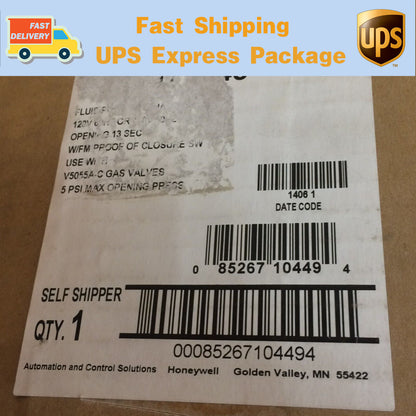 FAST
DELIVERY
Fast Shipping
UPS Express Package
ups
120V
OPENING 13 SEC
W/FM PROOF OF CLOSURE SW
USE
V5055A-C GAS VALVES
5 PSI MAX OPENING PRESS
1406 1
DATE CODE
0 85267 10449 4
SELF SHIPPER
QTY. 1
00085267104494
Automation and Control Solutions Honeywell Golden Valley, MN 55422